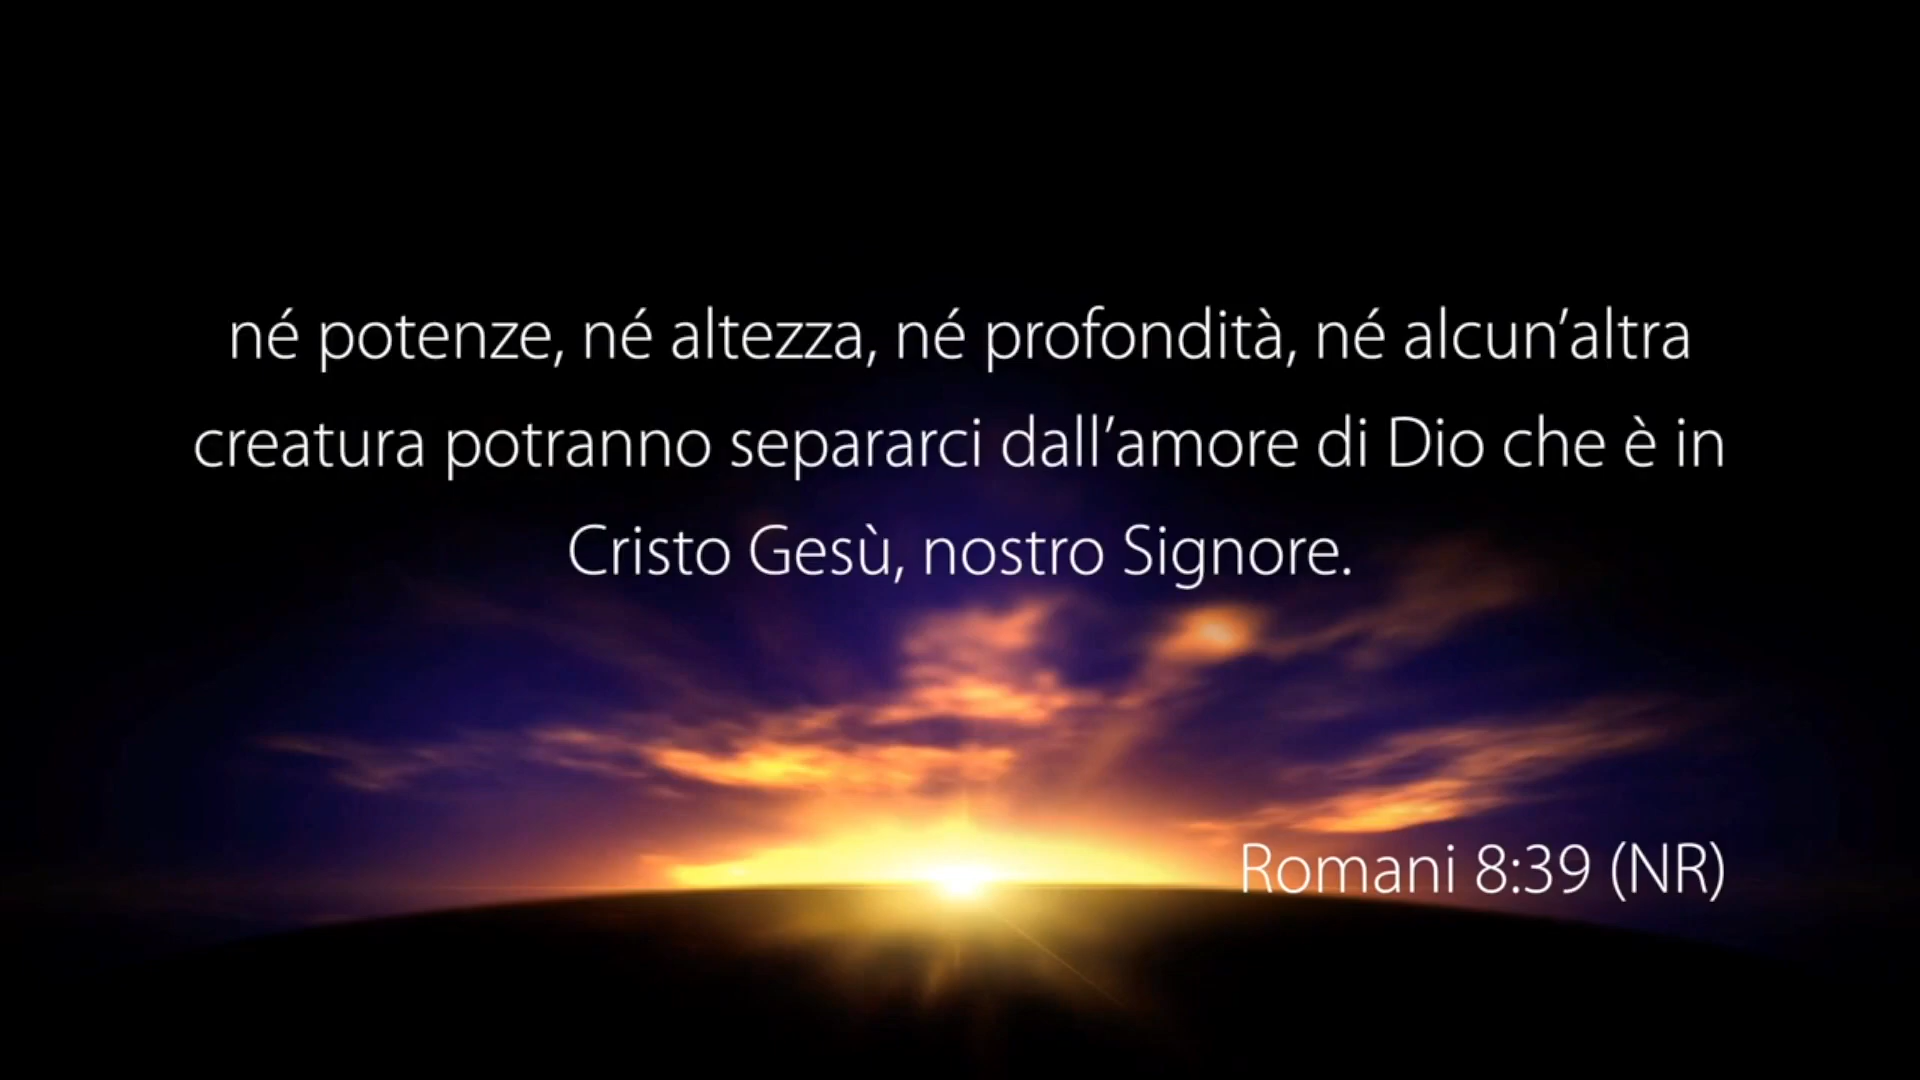 né potenze, né altezza, né profondità, né alcun’altra
creatura potranno separarci dall’amore di Dio che è in
Cristo Gesù, nostro Signore.
Romani 8:39 (NR)